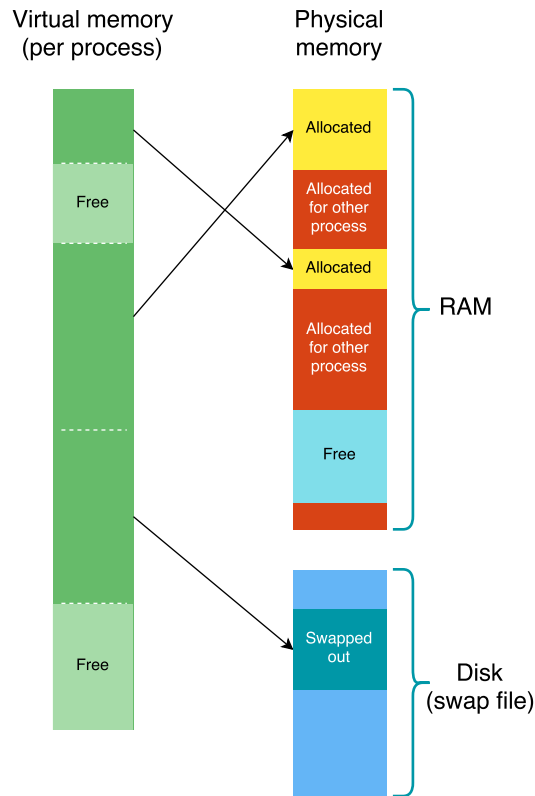 Virtual memory
(per process)
Physical
memory
Free
Free
Allocated
Allocated
for other
process
Allocated
Allocated
for other
process
Free
RAM
Swapped
out
Disk
(swap file)